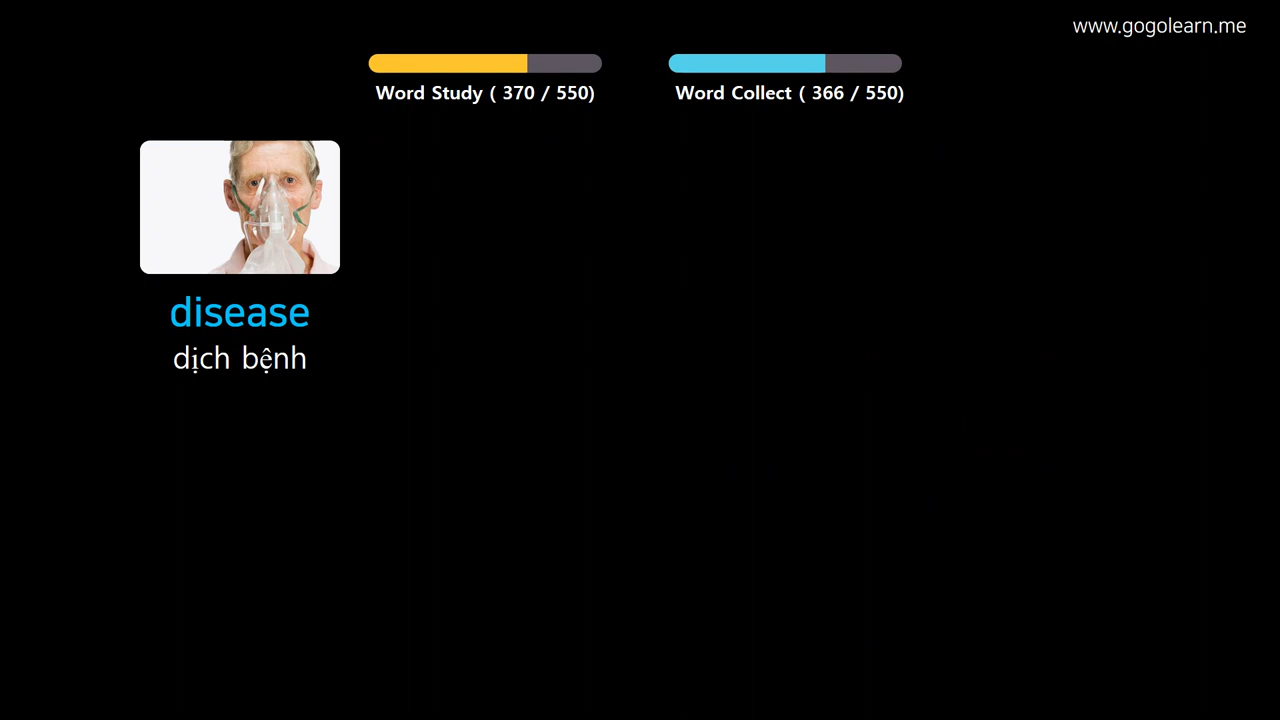 www.gogolearn.me
Word Study ( 370 / 550)
Word Collect ( 366 / 550)
disease
dịch bệnh